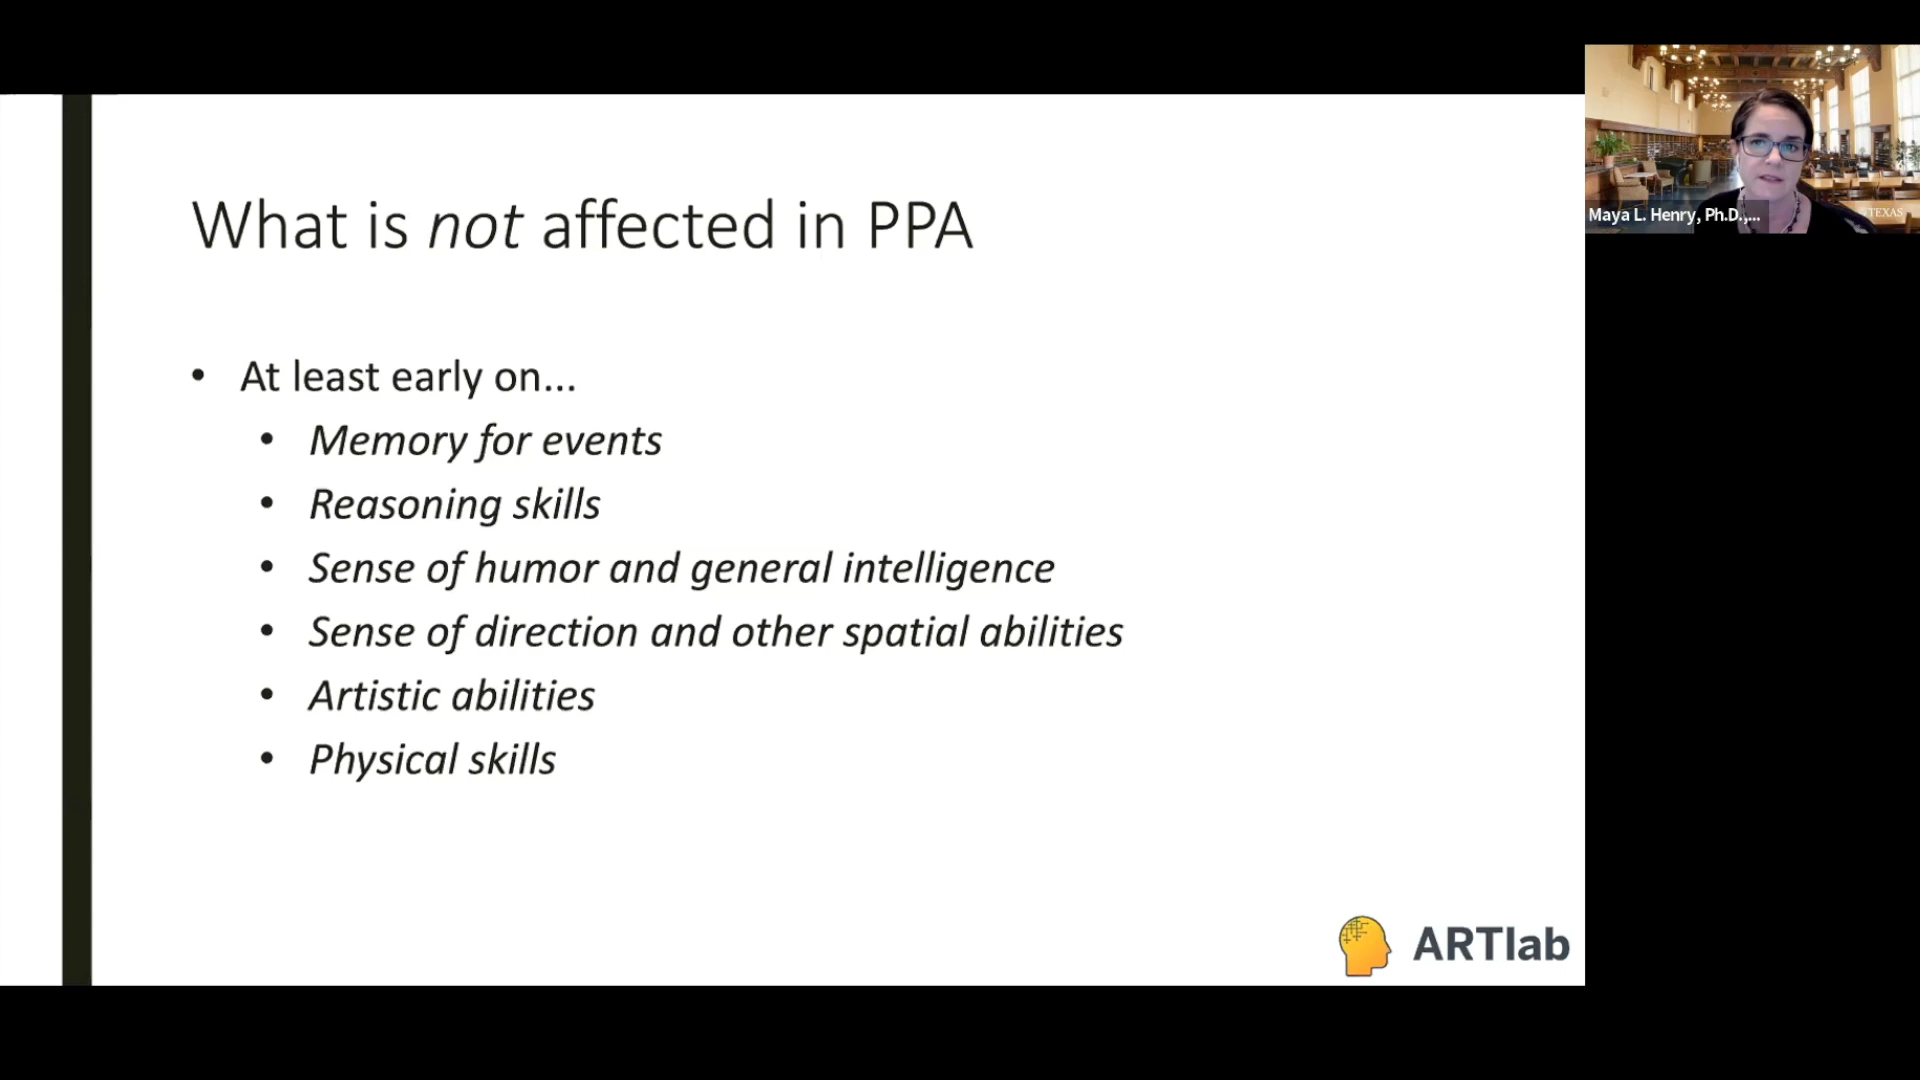 What is not affected in PPA
• At least early on...
• Memory for events
• Reasoning skills
• Sense of humor and general intelligence
• Sense of direction and other spatial abilities
• Artistic abilities
• Physical skills
ARTlab
Maya L. Henry, Ph.D.,...
TEXAS